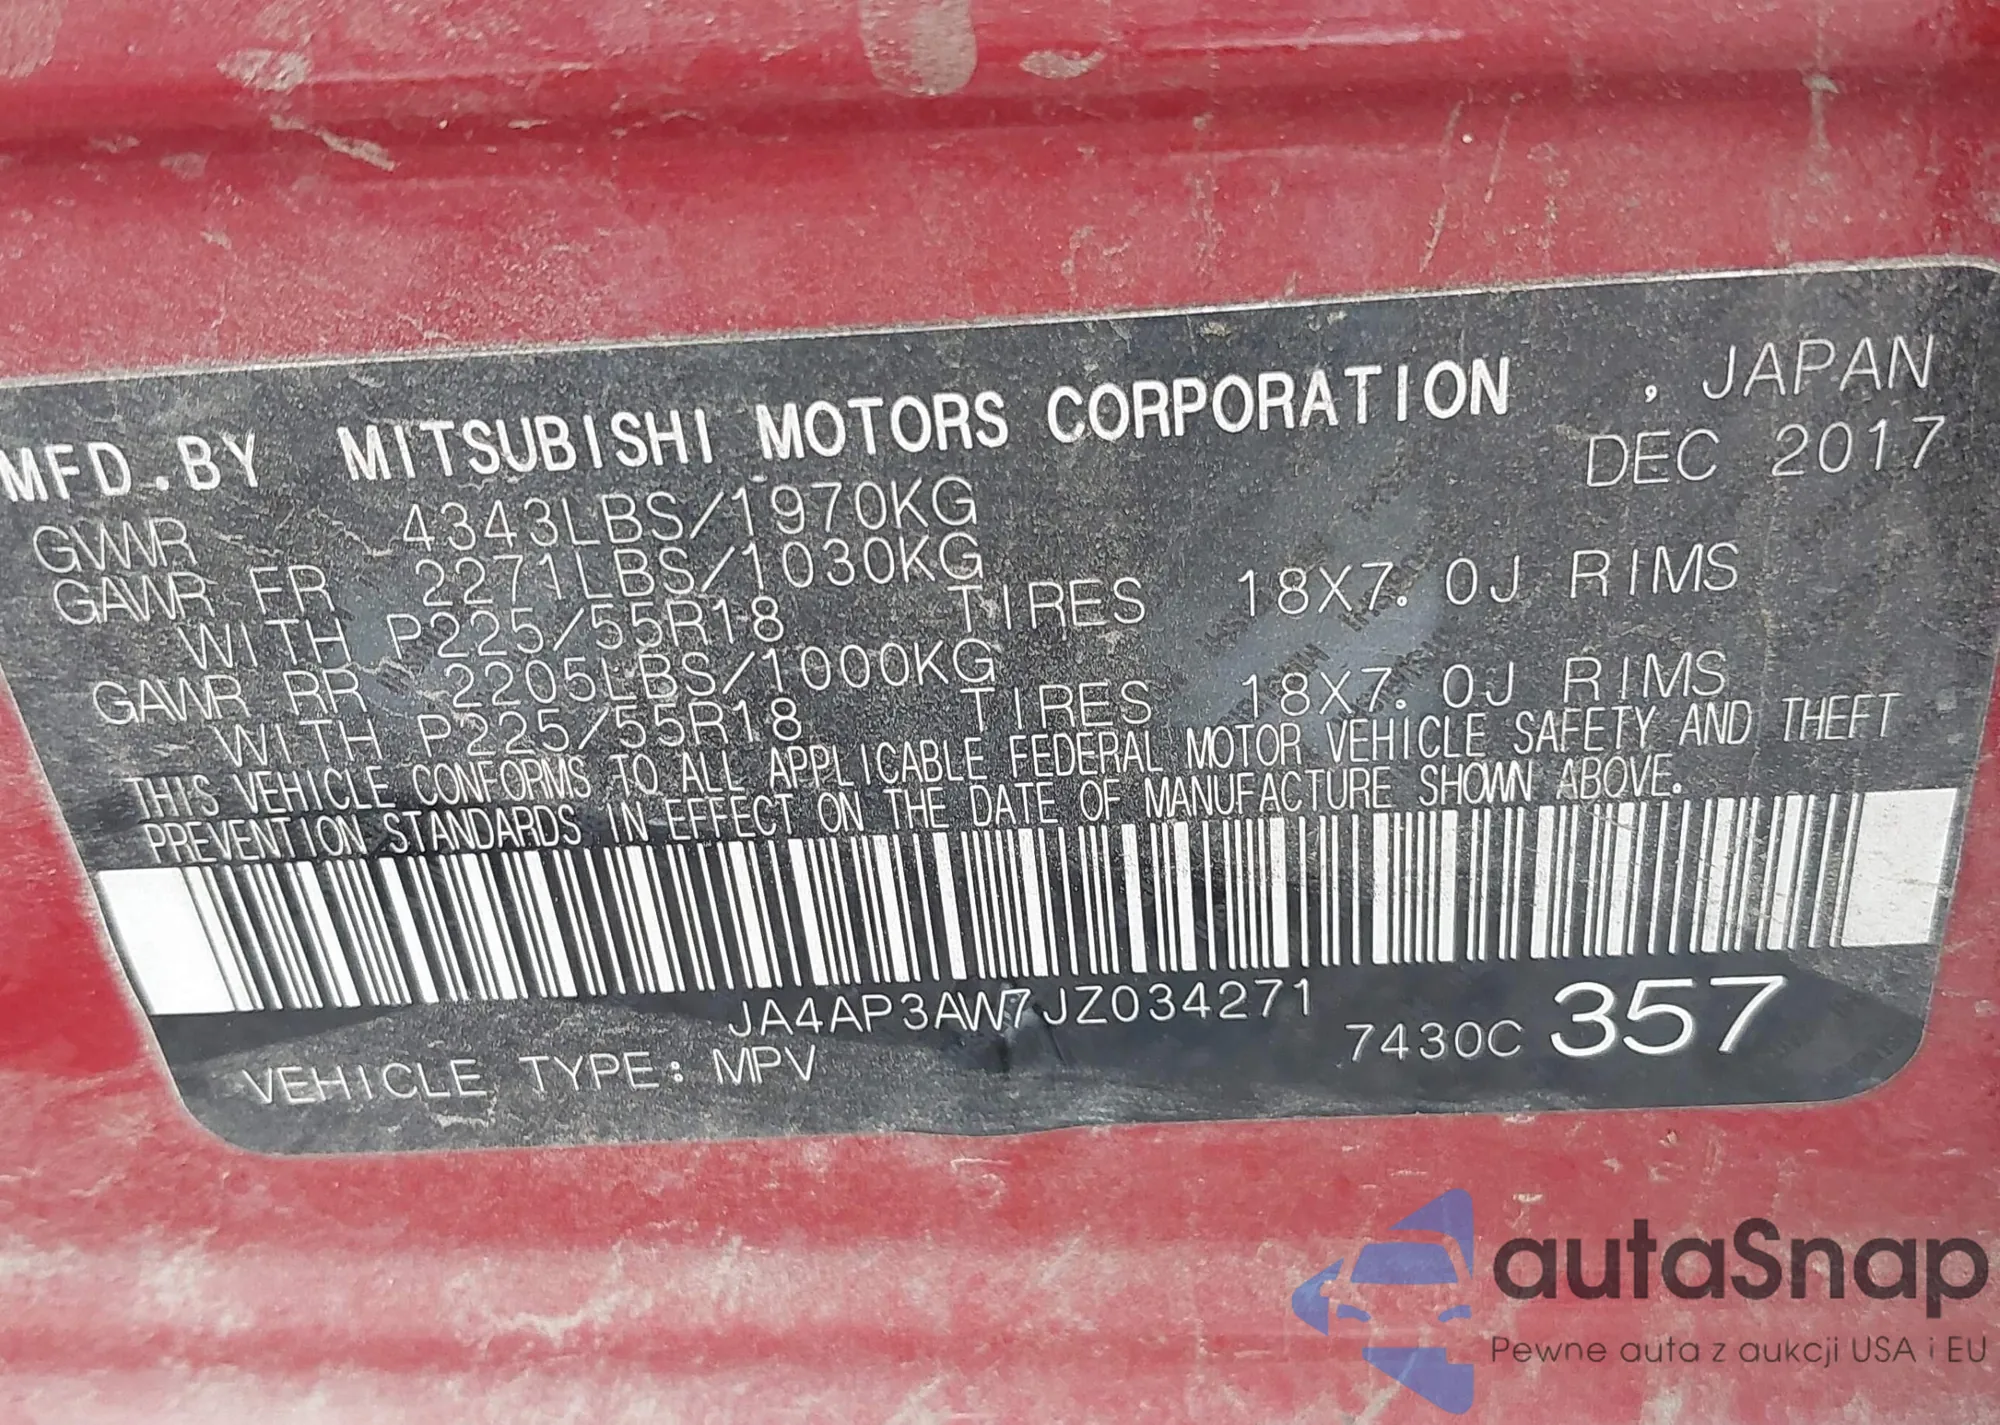 MFD.BY MITSUBISHI MOTORS CORPORATION , JAPAN
DEC 2017
GVWR 4343LBS/1970KG
GAWR FR 2271LBS/1030KG
WITH P225/55R18 TIRES 18X7.0J RIMS
GAWR RR 2205LBS/1000KG
WITH P225/55R18 TIRES 18X7.0J RIMS
THIS VEHICLE CONFORMS TO ALL APPLICABLE FEDERAL MOTOR VEHICLE SAFETY AND THEFT
PREVENTION STANDARDS IN EFFECT ON THE DATE OF MANUFACTURE SHOWN ABOVE.
JA4AP3AW7JZ034271
7430C 357
VEHICLE TYPE: MPV
autaSnap
Pewne auta z aukcji USA i EU